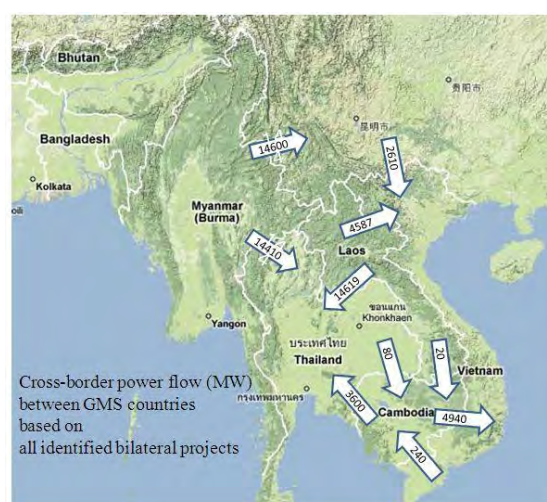 Bhutan
贵阳市
昆明市
Bangladesh
14600
2610
Kolkata
Myanmar
(Burma)
4587
14410
Laos
14619
ขอนแก่น
Khonkhaen
Yangon
ประเทศไทย
Thailand
80
20
Vietnam
Cross-border power flow (MW)
between GMS countries
based on
all identified bilateral projects
กรุงเทพมหานคร
3600
Cambodia
4940
240